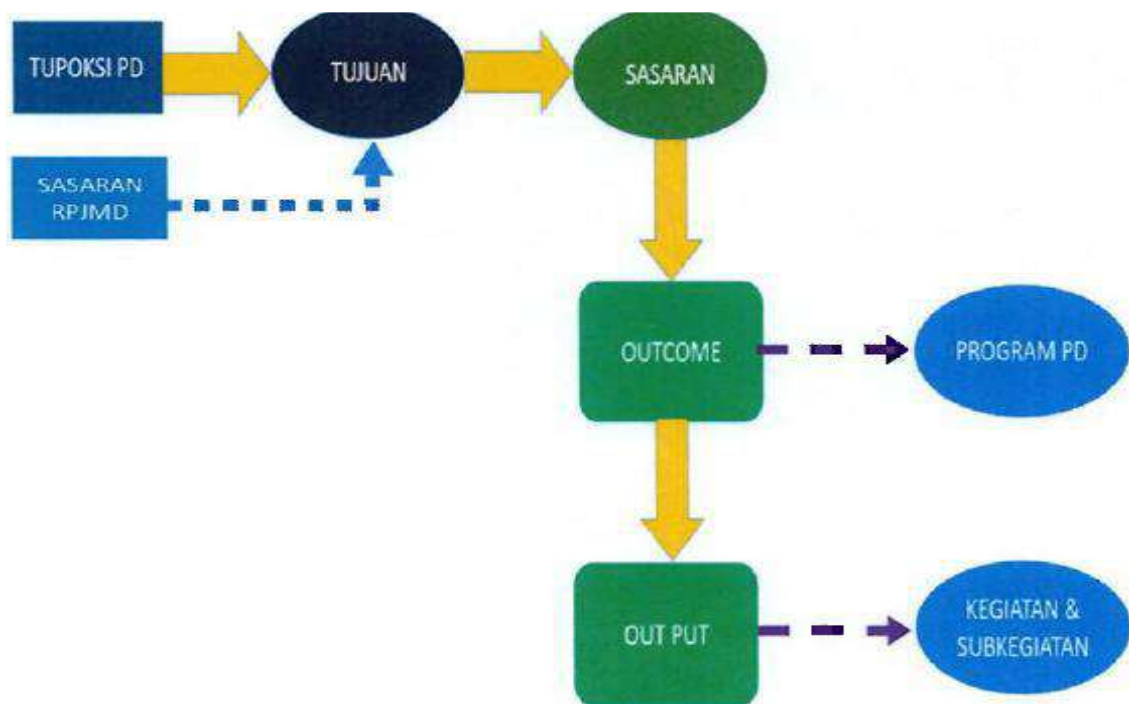 TUPOKSI PD
TUJUAN
SASARAN
SASARAN
RPJMD
OUTCOME
PROGRAM PD
OUT PUT
KEGIATAN &
SUBKEGIATAN